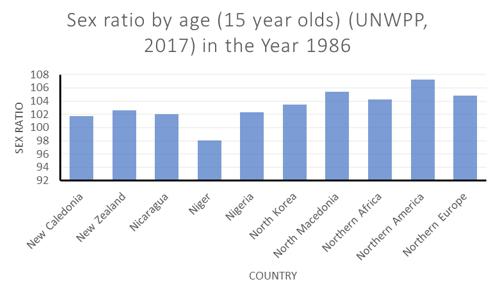 Sex ratio by age (15 year olds) (UNWPP,
2017) in the Year 1986
108
106
104
102
100
98
96
94
92
SEX RATIO
New Caledonia
New Zealand
Nicaragua
Niger
Nigeria
North Korea
North Macedonia
Northern Africa
Northern America
Northern Europe
COUNTRY